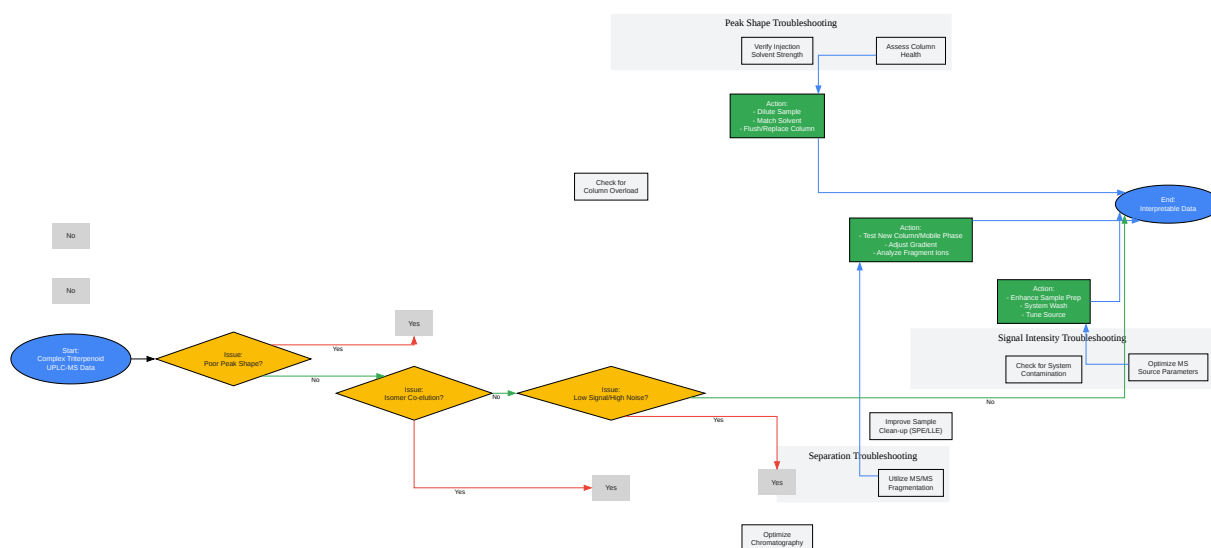 Peak Shape Troubleshooting
Verify Injection
Solvent Strength
Assess Column
Health
Action:
- Dilute Sample
- Match Solvent
- Flush/Replace Column
Check for
Column Overload
End:
Interpretable Data
No
Action:
- Test New Column/Mobile Phase
- Adjust Gradient
- Analyze Fragment Ions
No
Action:
- Enhance Sample Prep
- System Wash
- Tune Source
Yes
Signal Intensity Troubleshooting
Start:
Complex Triterpenoid
UPLC-MS Data
Issue:
Poor Peak Shape?
Yes
No
Check for System
Contamination
Optimize MS
Source Parameters
Issue:
Isomer Co-elution?
No
Issue:
Low Signal/High Noise?
No
Yes
Improve Sample
Clean-up (SPE/LLE)
Separation Troubleshooting
Yes
Yes
Yes
Utilize MS/MS
Fragmentation
Optimize
Chromatography